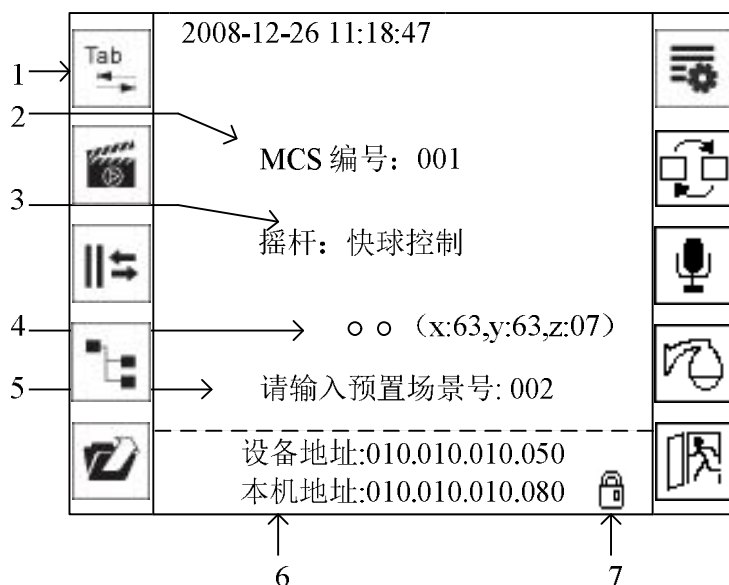 2008-12-26 11:18:47
Tab
1
2
MCS 编号：001
3
摇杆：快球控制
4
（x:63,y:63,z:07）
5
请输入预置场景号: 002
设备地址:010.010.010.050
本机地址:010.010.010.080
6
7